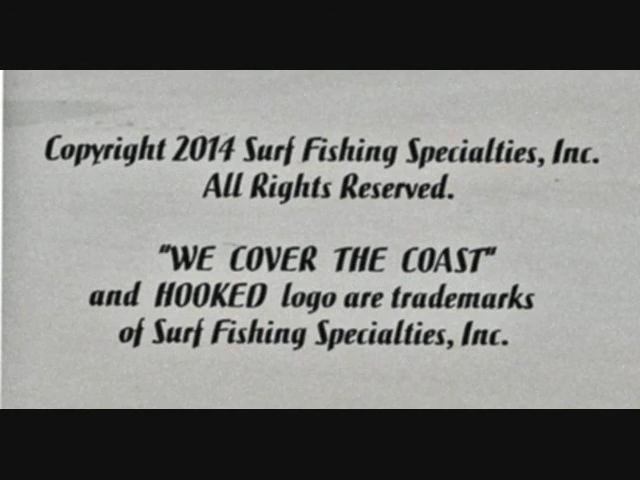 Copyright 2014 Surf Fishing Specialties, Inc.
All Rights Reserved.
"WE COVER THE COAST"
and HOOKED logo are trademarks
of Surf Fishing Specialties, Inc.